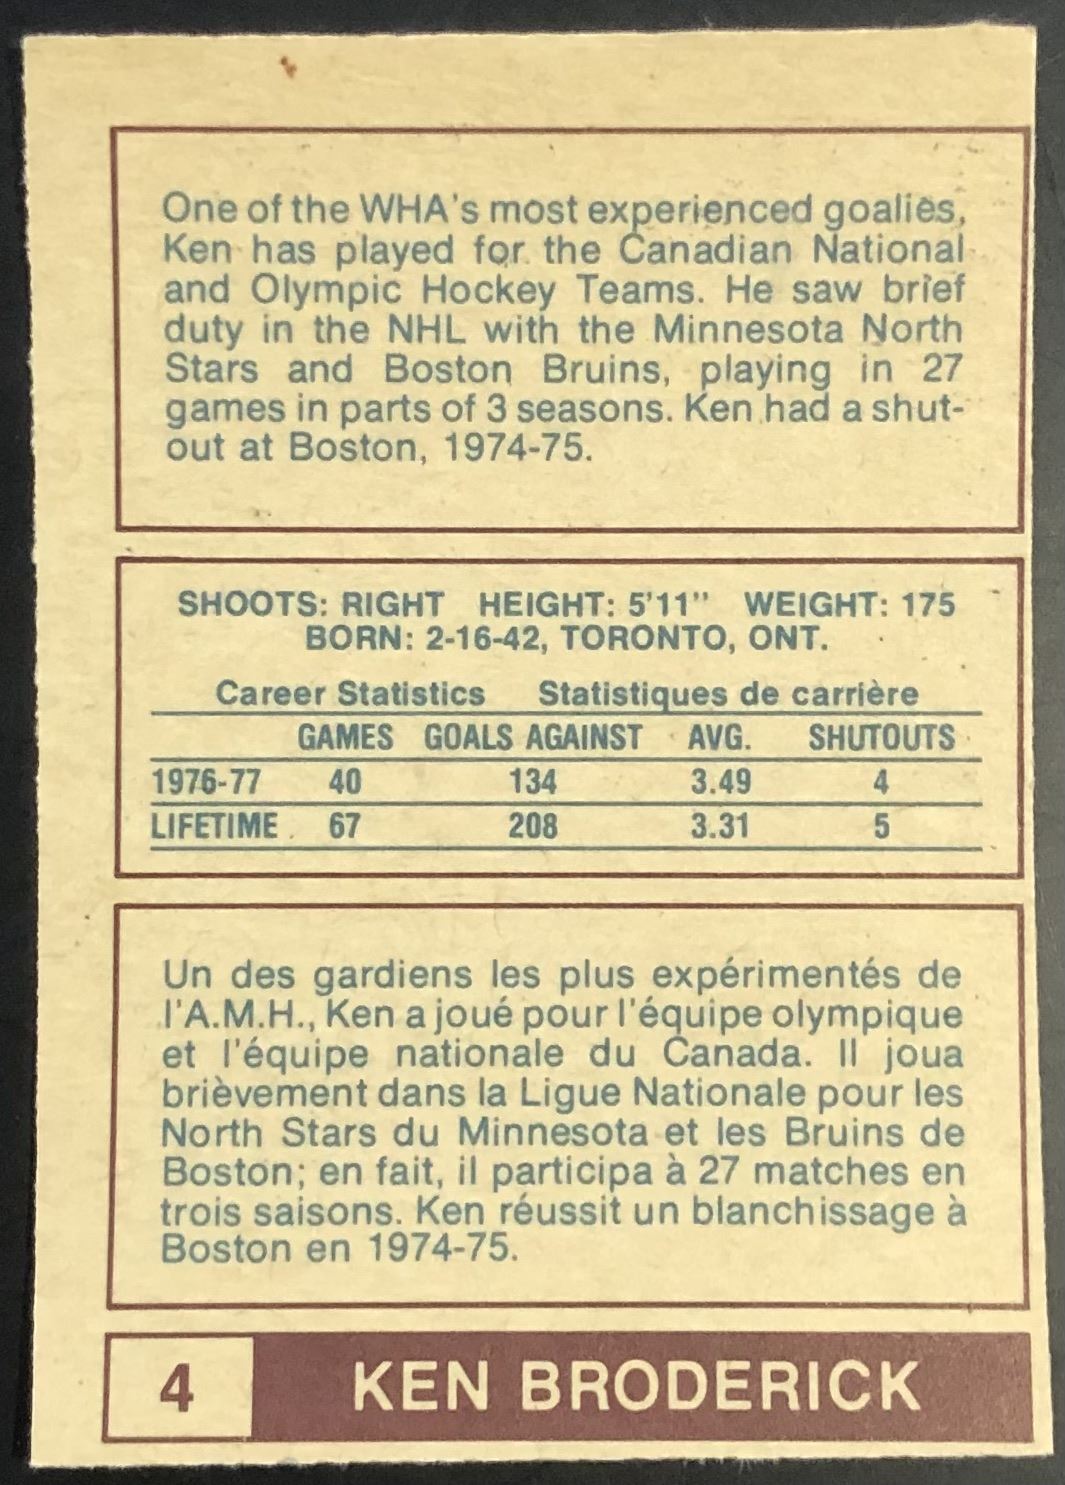 One of the WHA's most experienced goalies,
Ken has played for the Canadian National
and Olympic Hockey Teams. He saw brief
duty in the NHL with the Minnesota North
Stars and Boston Bruins, playing in 27
games in parts of 3 seasons. Ken had a shut-
out at Boston, 1974-75.
SHOOTS: RIGHT HEIGHT: 5'11" WEIGHT: 175
BORN: 2-16-42, TORONTO, ONT.
Career Statistics Statistiques de carrière
GAMES GOALS AGAINST AVG. SHUTOUTS
1976-77 40 134 3.49 4
LIFETIME 67 208 3.31 5
Un des gardiens les plus expérimentés de
l'A.M.H., Ken a joué pour l'équipe olympique
et l'équipe nationale du Canada. Il joua
brièvement dans la Ligue Nationale pour les
North Stars du Minnesota et les Bruins de
Boston; en fait, il participa à 27 matches en
trois saisons. Ken réussit un blanchissage à
Boston en 1974-75.
4 KEN BRODERICK